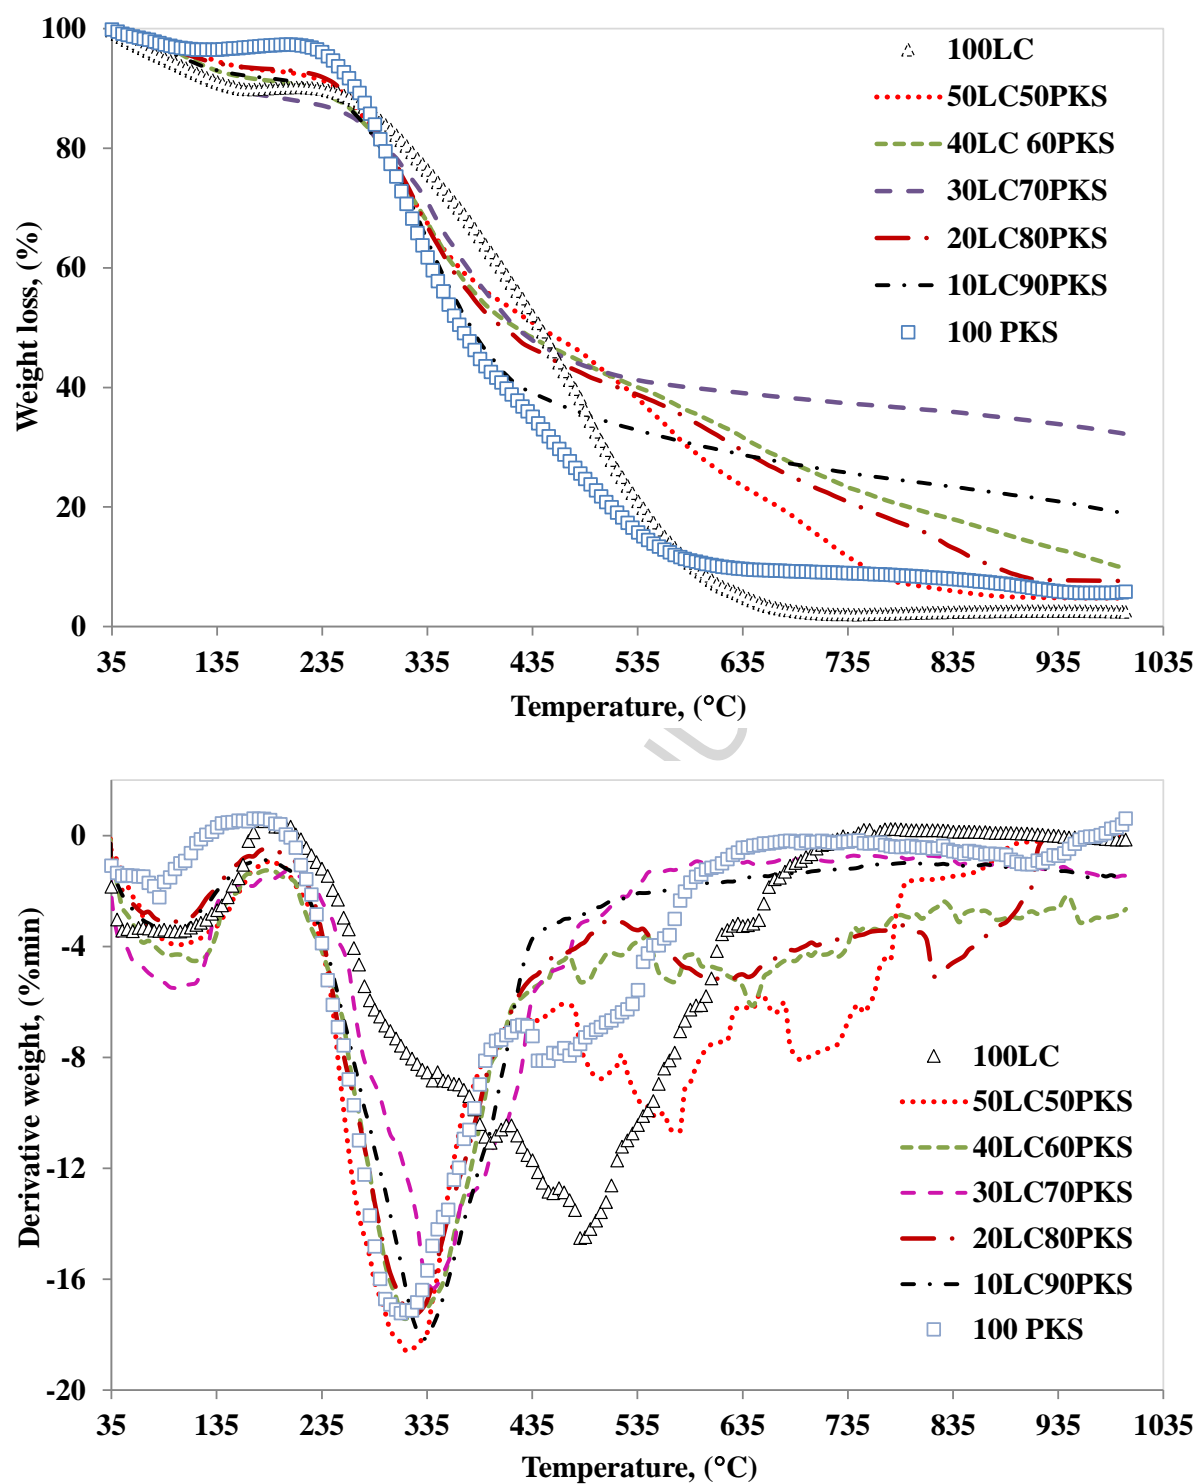 100
80
60
40
20
0
Weight loss, (%)
100LC
50LC50PKS
40LC 60PKS
30LC70PKS
20LC80PKS
10LC90PKS
100 PKS
35 135 235 335 435 535 635 735 835 935 1035
Temperature, (°C)
0
-4
-8
-12
-16
-20
Derivative weight, (%min)
100LC
50LC50PKS
40LC60PKS
30LC70PKS
20LC80PKS
10LC90PKS
100 PKS
35 135 235 335 435 535 635 735 835 935 1035
Temperature, (°C)